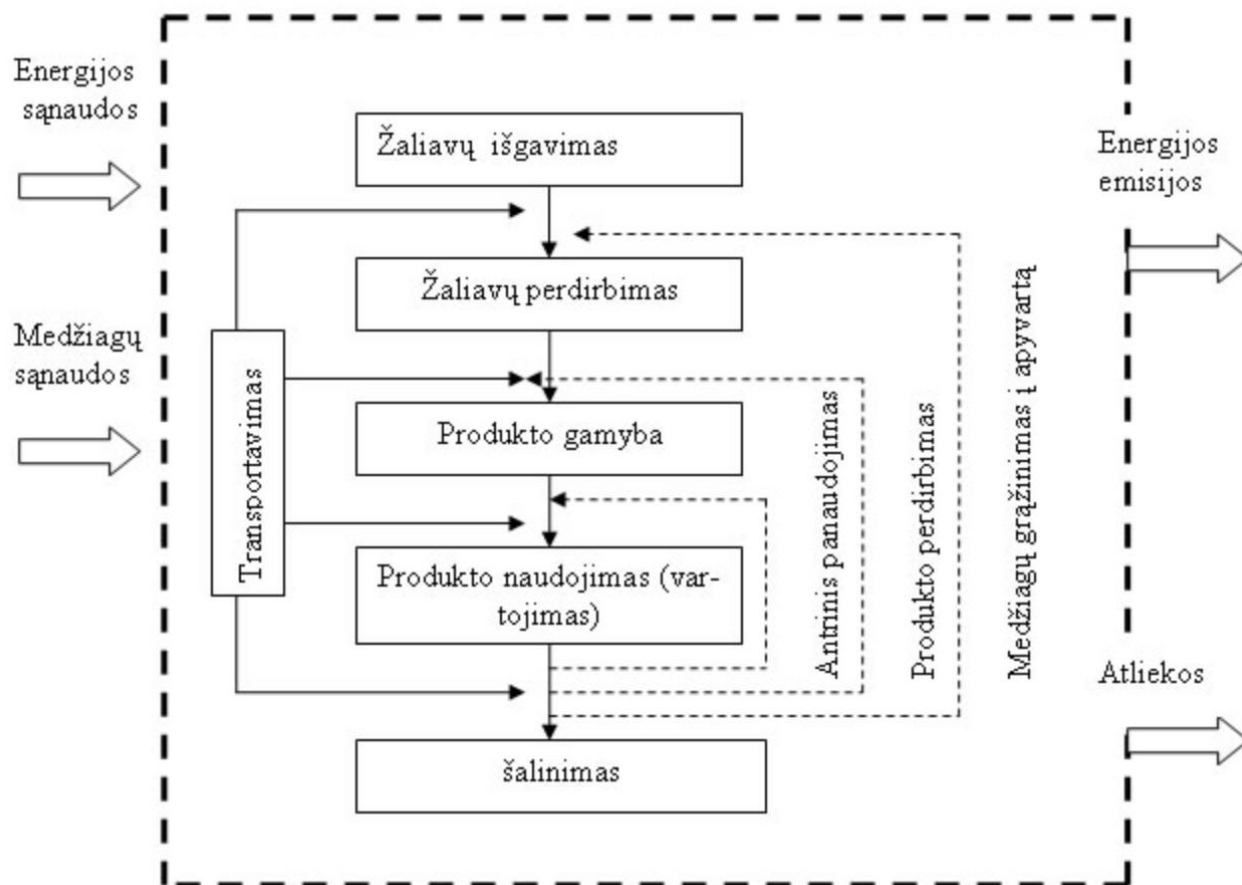 Energijos
sąnaudos
Medžiagų
sąnaudos
Žaliavų išgavimas
Žaliavų perdirbimas
Produkto gamyba
Produkto naudojimas (var-
tojimas)
šalinimas
Transportavimas
Antrinis panaudojimas
Produkto perdirbimas
Medžiagų grąžinimas į apyvartą
Energijos
emisijos
Atliekos